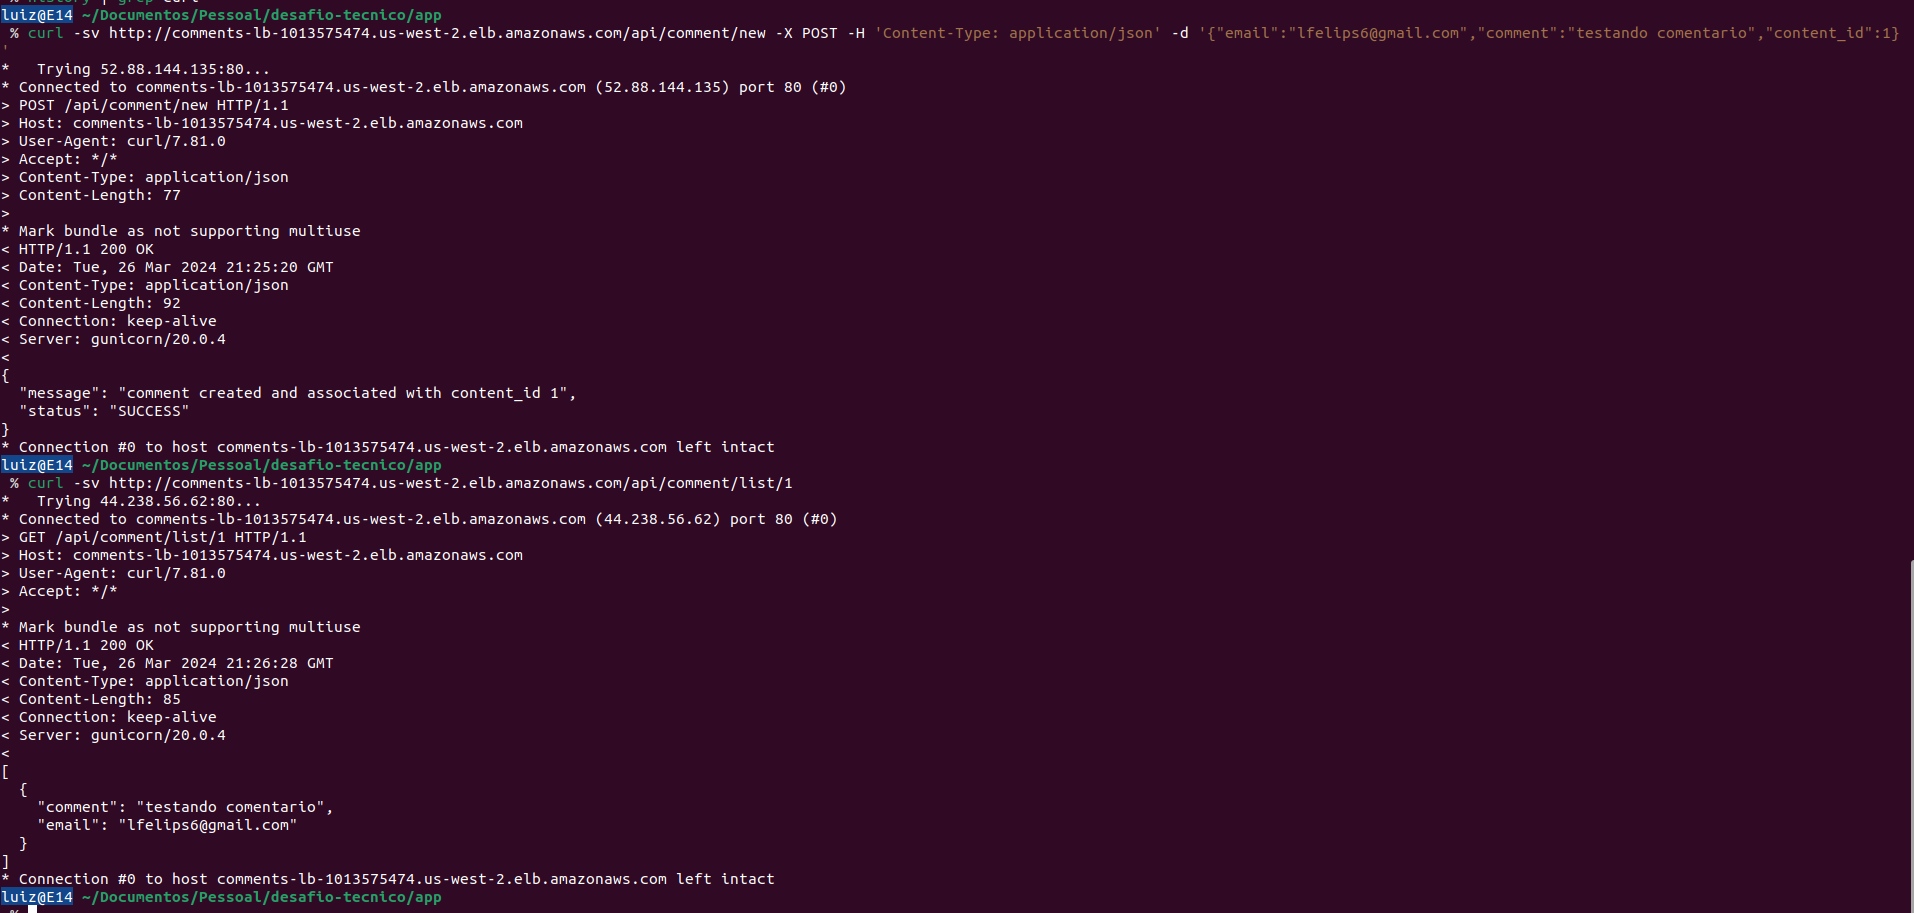 % history | grep curl
luiz@E14 ~/Documentos/Pessoal/desafio-tecnico/app
% curl -sv http://comments-lb-1013575474.us-west-2.elb.amazonaws.com/api/comment/new -X POST -H 'Content-Type: application/json' -d '{"email":"lfelips6@gmail.com","comment":"testando comentario","content_id":1}
'
*   Trying 52.88.144.135:80...
* Connected to comments-lb-1013575474.us-west-2.elb.amazonaws.com (52.88.144.135) port 80 (#0)
> POST /api/comment/new HTTP/1.1
> Host: comments-lb-1013575474.us-west-2.elb.amazonaws.com
> User-Agent: curl/7.81.0
> Accept: */*
> Content-Type: application/json
> Content-Length: 77
>
* Mark bundle as not supporting multiuse
< HTTP/1.1 200 OK
< Date: Tue, 26 Mar 2024 21:25:20 GMT
< Content-Type: application/json
< Content-Length: 92
< Connection: keep-alive
< Server: gunicorn/20.0.4
<
{
  "message": "comment created and associated with content_id 1",
  "status": "SUCCESS"
}
* Connection #0 to host comments-lb-1013575474.us-west-2.elb.amazonaws.com left intact
luiz@E14 ~/Documentos/Pessoal/desafio-tecnico/app
% curl -sv http://comments-lb-1013575474.us-west-2.elb.amazonaws.com/api/comment/list/1
*   Trying 44.238.56.62:80...
* Connected to comments-lb-1013575474.us-west-2.elb.amazonaws.com (44.238.56.62) port 80 (#0)
> GET /api/comment/list/1 HTTP/1.1
> Host: comments-lb-1013575474.us-west-2.elb.amazonaws.com
> User-Agent: curl/7.81.0
> Accept: */*
>
* Mark bundle as not supporting multiuse
< HTTP/1.1 200 OK
< Date: Tue, 26 Mar 2024 21:26:28 GMT
< Content-Type: application/json
< Content-Length: 85
< Connection: keep-alive
< Server: gunicorn/20.0.4
<
[
  {
    "comment": "testando comentario",
    "email": "lfelips6@gmail.com"
  }
]
* Connection #0 to host comments-lb-1013575474.us-west-2.elb.amazonaws.com left intact
luiz@E14 ~/Documentos/Pessoal/desafio-tecnico/app
%